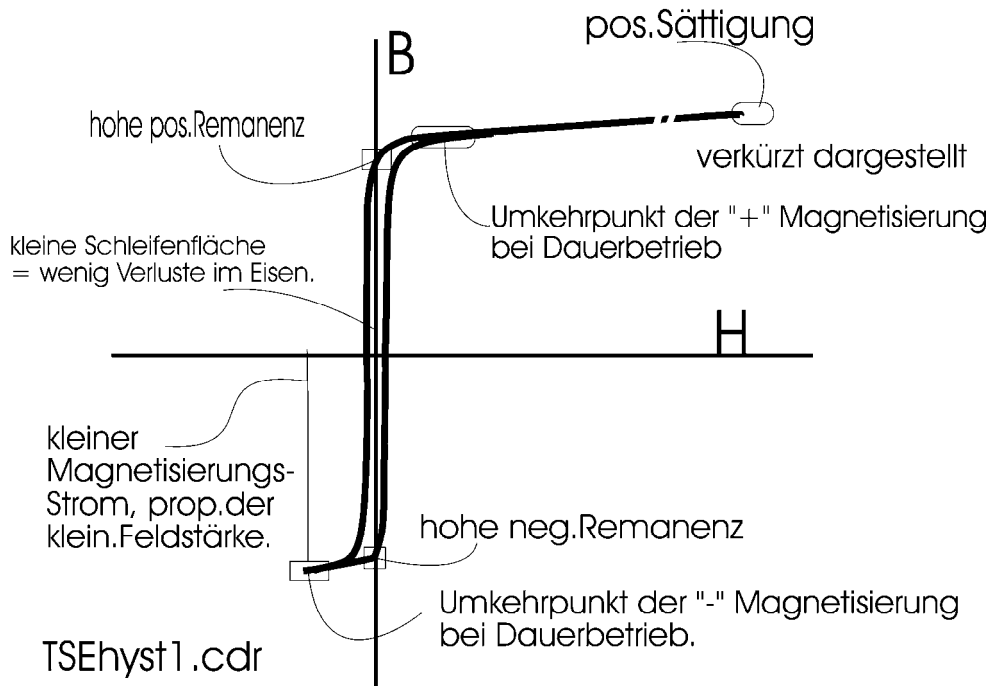 pos.Sättigung
B
hohe pos.Remanenz
verkürzt dargestellt
Umkehrpunkt der "+" Magnetisierung
bei Dauerbetrieb
kleine Schleifenfläche
= wenig Verluste im Eisen.
H
kleiner
Magnetisierungs-
Strom, prop.der
klein.Feldstärke.
hohe neg.Remanenz
Umkehrpunkt der "-" Magnetisierung
bei Dauerbetrieb.
TSEhyst1.cdr